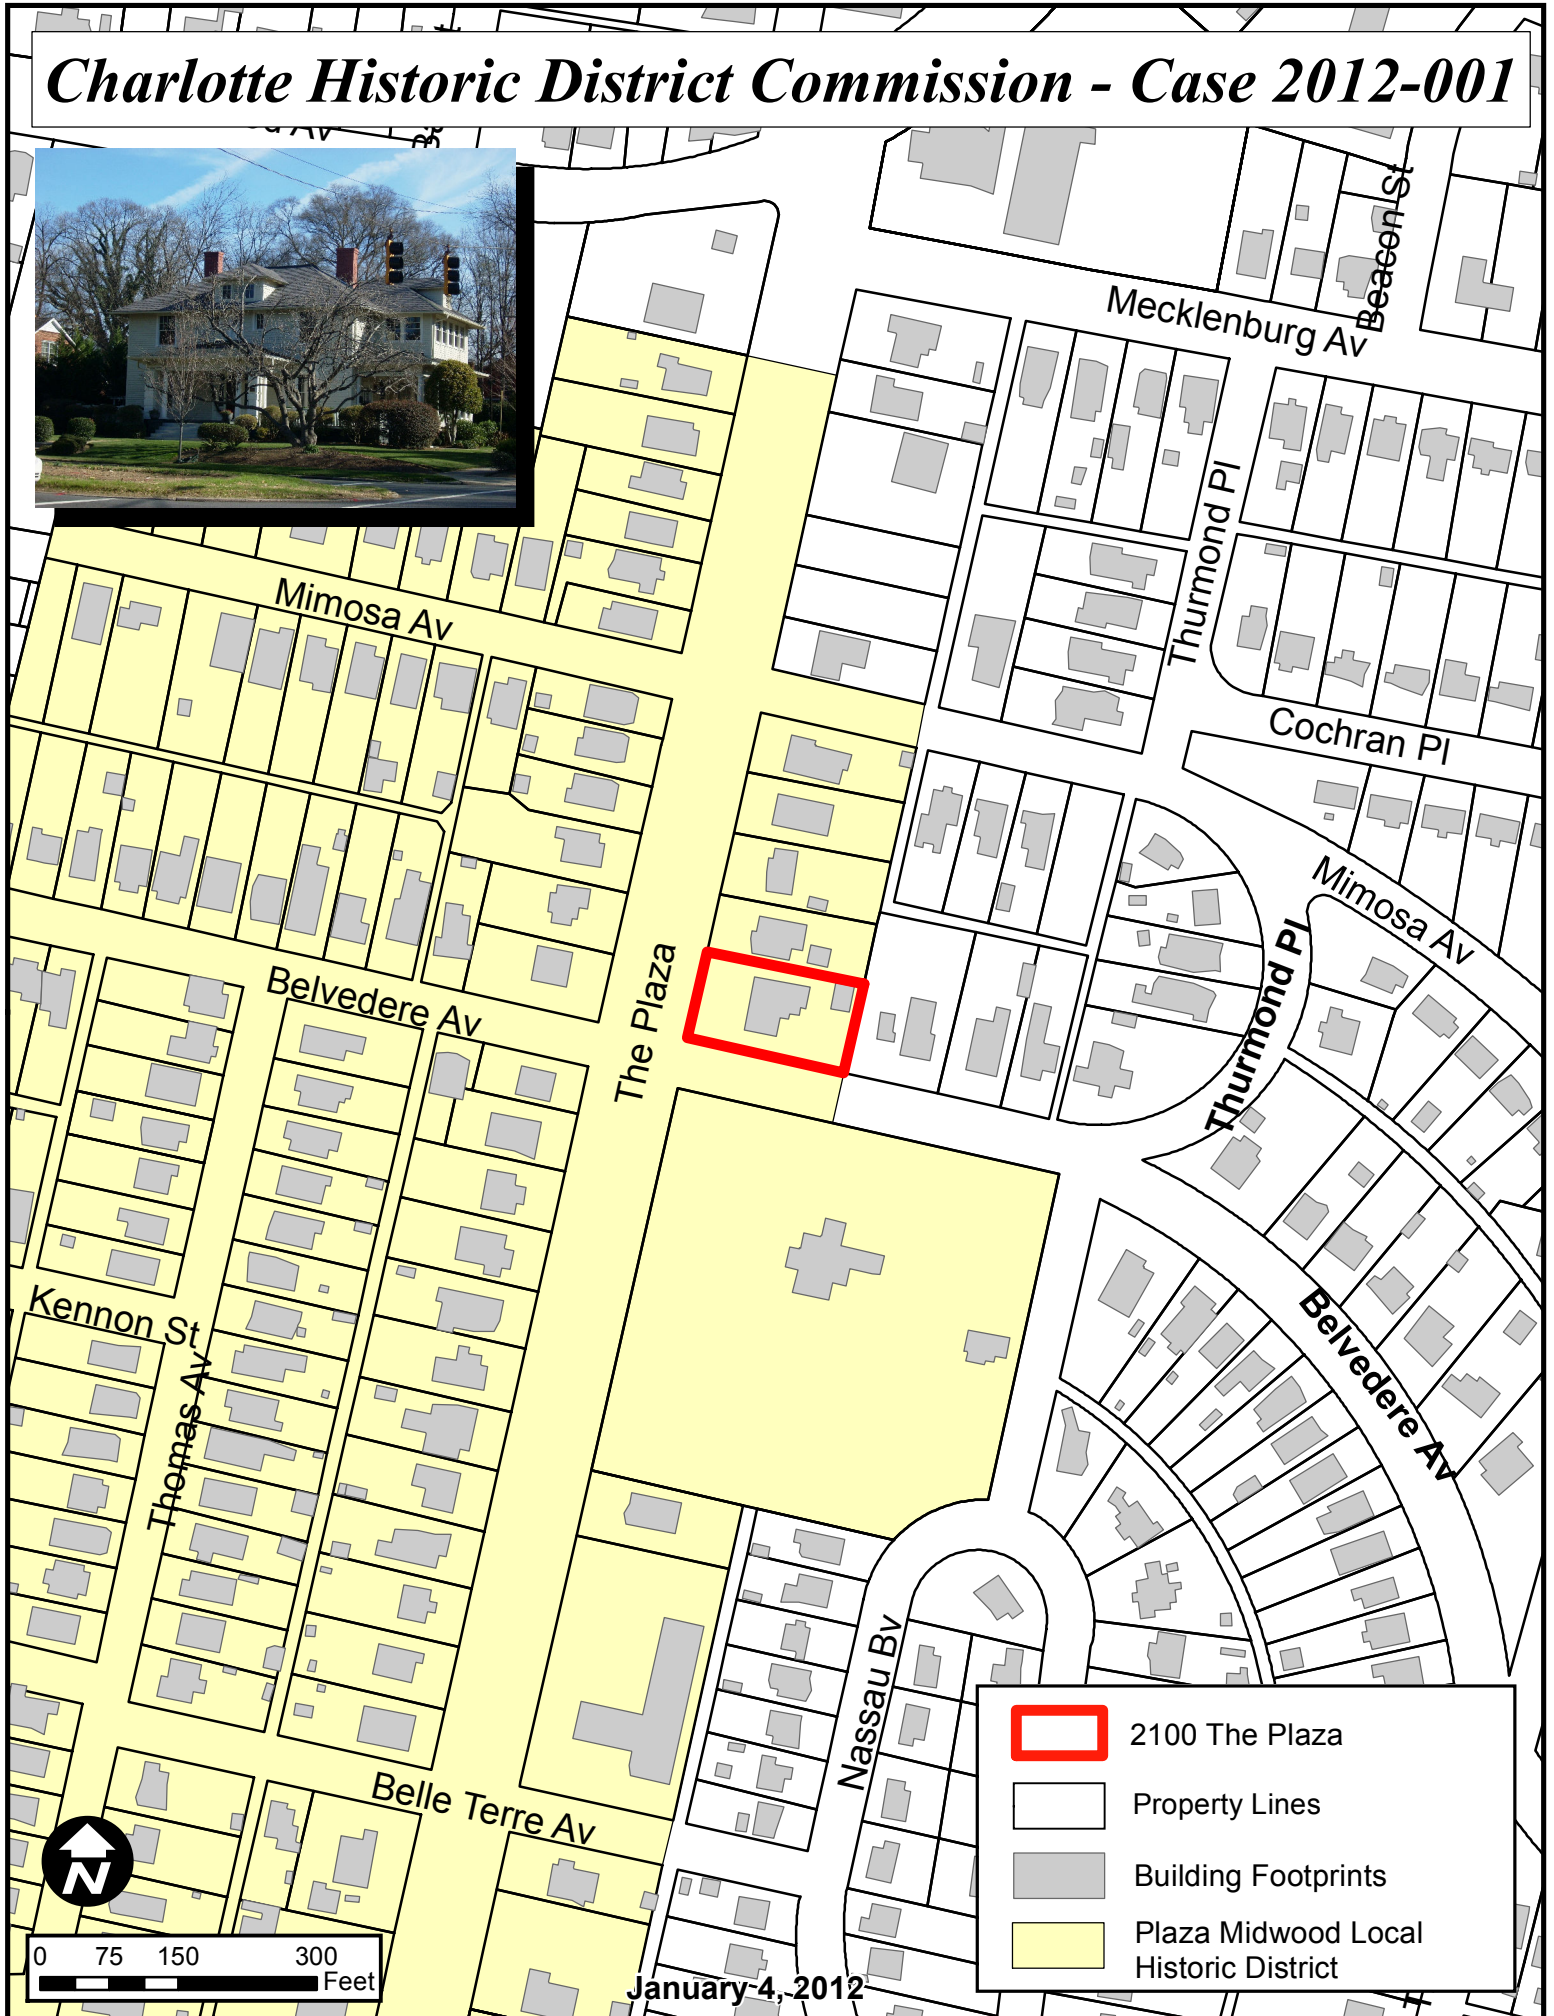 Charlotte Historic District Commission - Case 2012-001
Beacon St
Mecklenburg Av
Thurmond Pl
Mimosa Av
Cochran Pl
Mimosa Av
Thurmond Pl
The Plaza
Belvedere Av
Belvedere Av
Kennon St
Thomas Av
Nassau Bv
Belle Terre Av
2100 The Plaza
Property Lines
Building Footprints
Plaza Midwood Local
Historic District
N
0 75 150 300
Feet
January 4, 2012